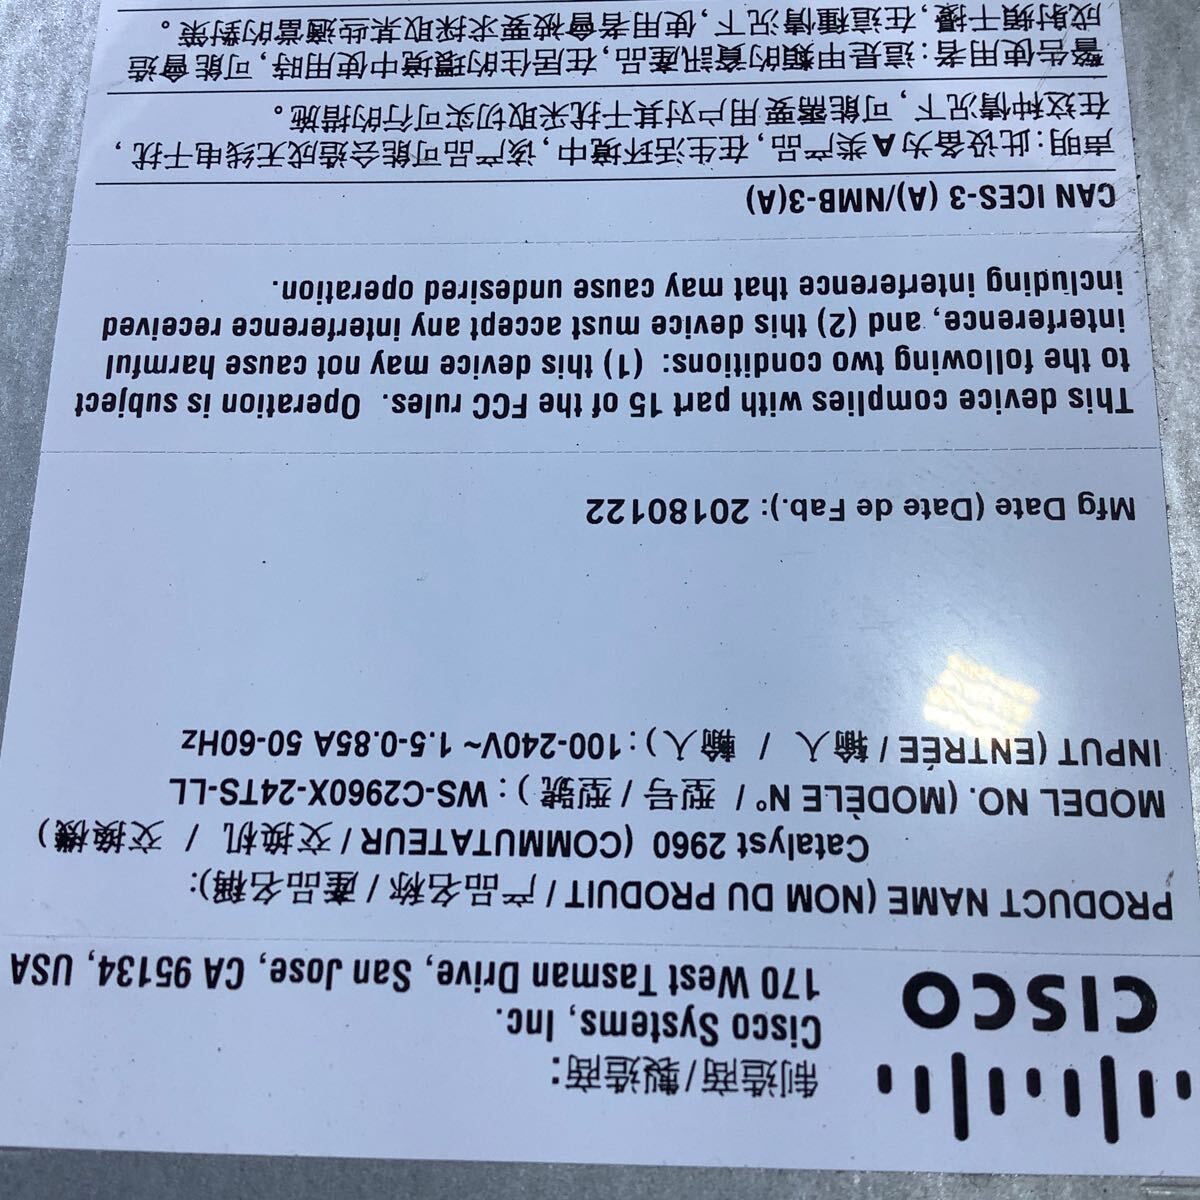 CISCO
制造商/製造商:
Cisco Systems, Inc.
170 West Tasman Drive, San Jose, CA 95134, USA
PRODUCT NAME (NOM DU PRODUIT / 产品名称 / 產品名稱):
Catalyst 2960 (COMMUTATEUR / 交换机 / 交換機)
MODEL NO. (MODÈLE N° / 型号 / 型號): WS-C2960X-24TS-LL
INPUT (ENTRÉE / 输入 / 輸入): 100-240V~ 1.5-0.85A 50-60Hz
Mfg Date (Date de Fab.): 20180122
This device complies with part 15 of the FCC rules. Operation is subject
to the following two conditions: (1) this device may not cause harmful
interference, and (2) this device must accept any interference received
including interference that may cause undesired operation.
CAN ICES-3 (A)/NMB-3(A)
声明: 此设备为 A 类产品, 在生活环境中, 该产品可能会造成无线电干扰,
在这种情况下, 可能需要用户对其干扰采取切实可行的措施。
警告使用者: 這是甲類的資訊產品, 在居住的環境中使用時, 可能會造
成射頻干擾, 在這種情況下, 使用者會被要求採取某些適當的對策。